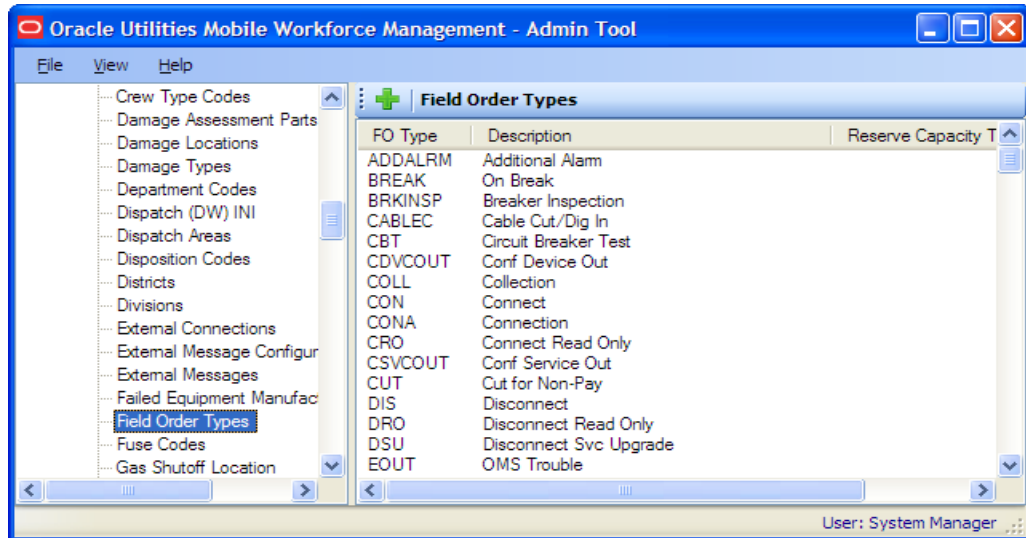 Oracle Utilities Mobile Workforce Management - Admin Tool
File View Help
Crew Type Codes
Damage Assessment Parts
Damage Locations
Damage Types
Department Codes
Dispatch (DW) INI
Dispatch Areas
Disposition Codes
Districts
Divisions
External Connections
External Message Configur
External Messages
Failed Equipment Manufac
Field Order Types
Fuse Codes
Gas Shutoff Location
Field Order Types
FO Type Description Reserve Capacity T
ADDALRM Additional Alarm
BREAK On Break
BRKINSP Breaker Inspection
CABLEC Cable Cut/Dig In
CBT Circuit Breaker Test
CDVCOUT Conf Device Out
COLL Collection
CON Connect
CONA Connection
CRO Connect Read Only
CSVCOUT Conf Service Out
CUT Cut for Non-Pay
DIS Disconnect
DRO Disconnect Read Only
DSU Disconnect Svc Upgrade
EOUT OMS Trouble
User: System Manager